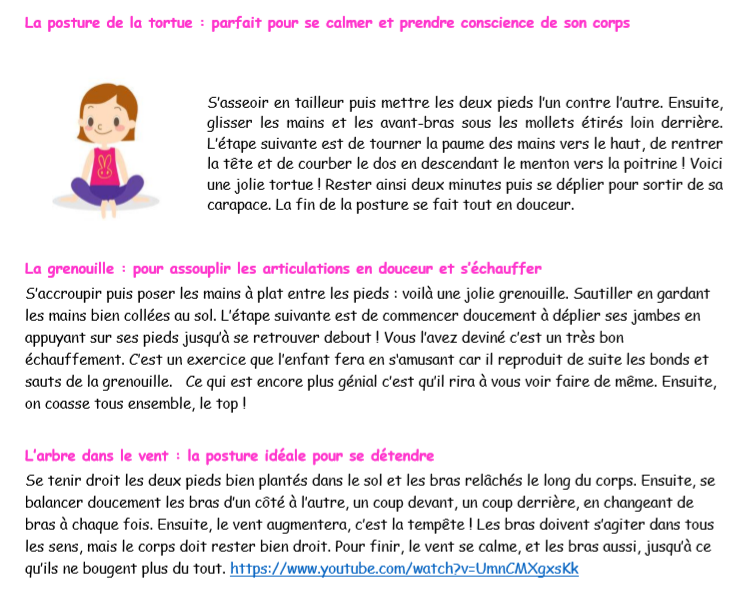 La posture de la tortue : parfait pour se calmer et prendre conscience de son corps
S'asseoir en tailleur puis mettre les deux pieds l'un contre l'autre. Ensuite,
glisser les mains et les avant-bras sous les mollets étirés loin derrière.
L'étape suivante est de tourner la paume des mains vers le haut, de rentrer
la tête et de courber le dos en descendant le menton vers la poitrine ! Voici
une jolie tortue ! Rester ainsi deux minutes puis se déplier pour sortir de sa
carapace. La fin de la posture se fait tout en douceur.
La grenouille : pour assouplir les articulations en douceur et s'échauffer
S'accroupir puis poser les mains à plat entre les pieds : voilà une jolie grenouille. Sautiller en gardant
les mains bien collées au sol. L'étape suivante est de commencer doucement à déplier ses jambes en
appuyant sur ses pieds jusqu'à se retrouver debout ! Vous l'avez deviné c'est un très bon
échauffement. C'est un exercice que l'enfant fera en s'amusant car il reproduit de suite les bonds et
sauts de la grenouille. Ce qui est encore plus génial c'est qu'il rira à vous voir faire de même. Ensuite,
on coasse tous ensemble, le top !
L'arbre dans le vent : la posture idéale pour se détendre
Se tenir droit les deux pieds bien plantés dans le sol et les bras relâchés le long du corps. Ensuite, se
balancer doucement les bras d'un côté à l'autre, un coup devant, un coup derrière, en changeant de
bras à chaque fois. Ensuite, le vent augmentera, c'est la tempête ! Les bras doivent s'agiter dans tous
les sens, mais le corps doit rester bien droit. Pour finir, le vent se calme, et les bras aussi, jusqu'à ce
qu'ils ne bougent plus du tout. https://www.youtube.com/watch?v=UmnCMXgxsKk